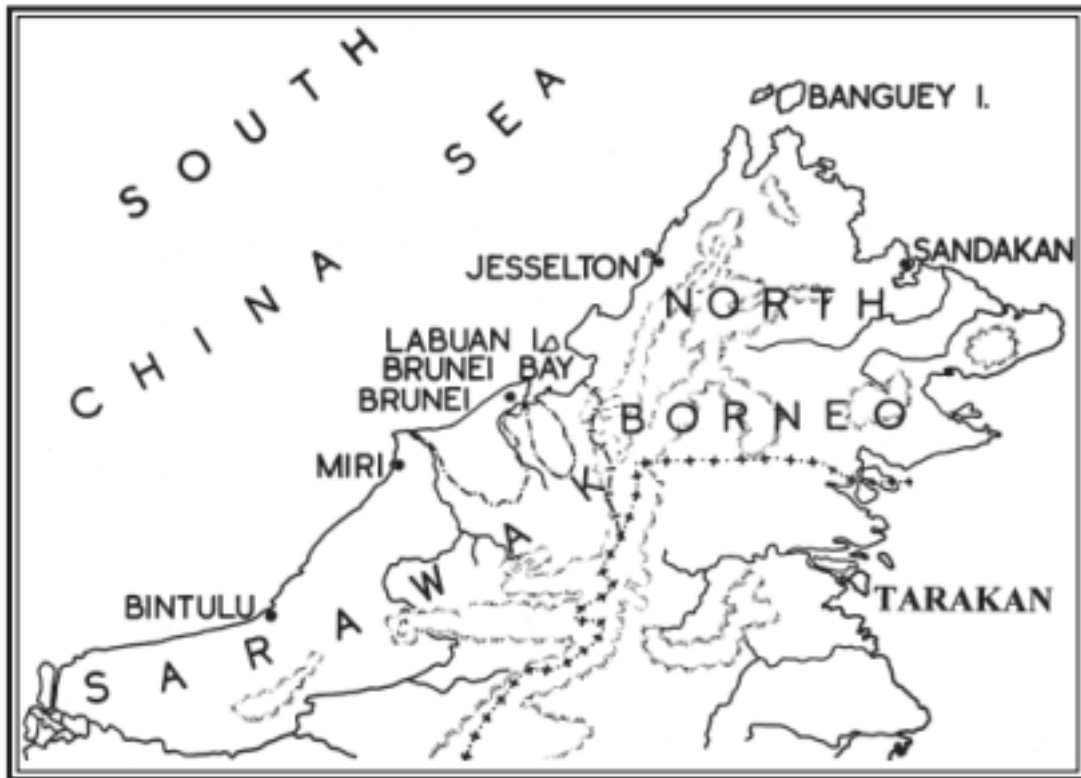 SOUTH
CHINA SEA
BANGUEY I.
JESSELTON
SANDAKAN
NORTH
LABUAN I.
BRUNEI BAY
BRUNEI
BORNEO
MIRI
SARAWAK
BINTULU
TARAKAN